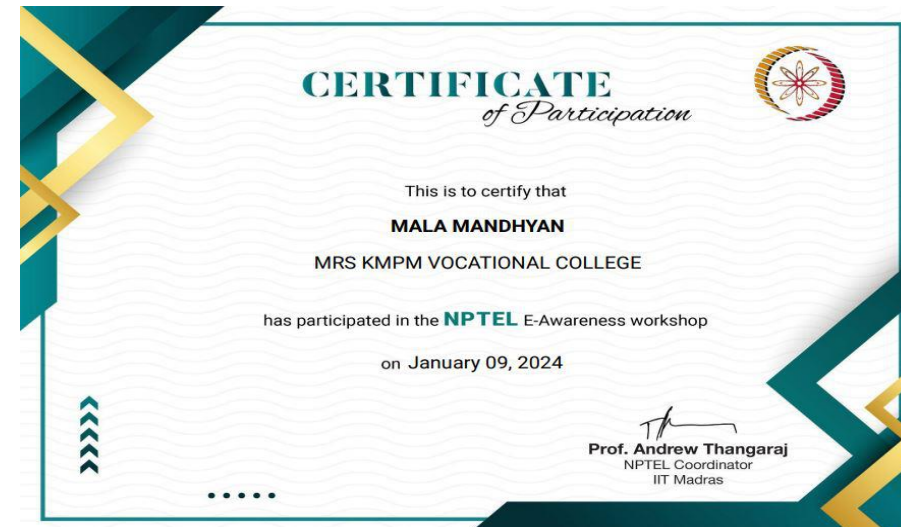 CERTIFICATE
of Participation
This is to certify that
MALA MANDHYAN
MRS KMPM VOCATIONAL COLLEGE
has participated in the NPTEL E-Awareness workshop
on January 09, 2024
Prof. Andrew Thangaraj
NPTEL Coordinator
IIT Madras